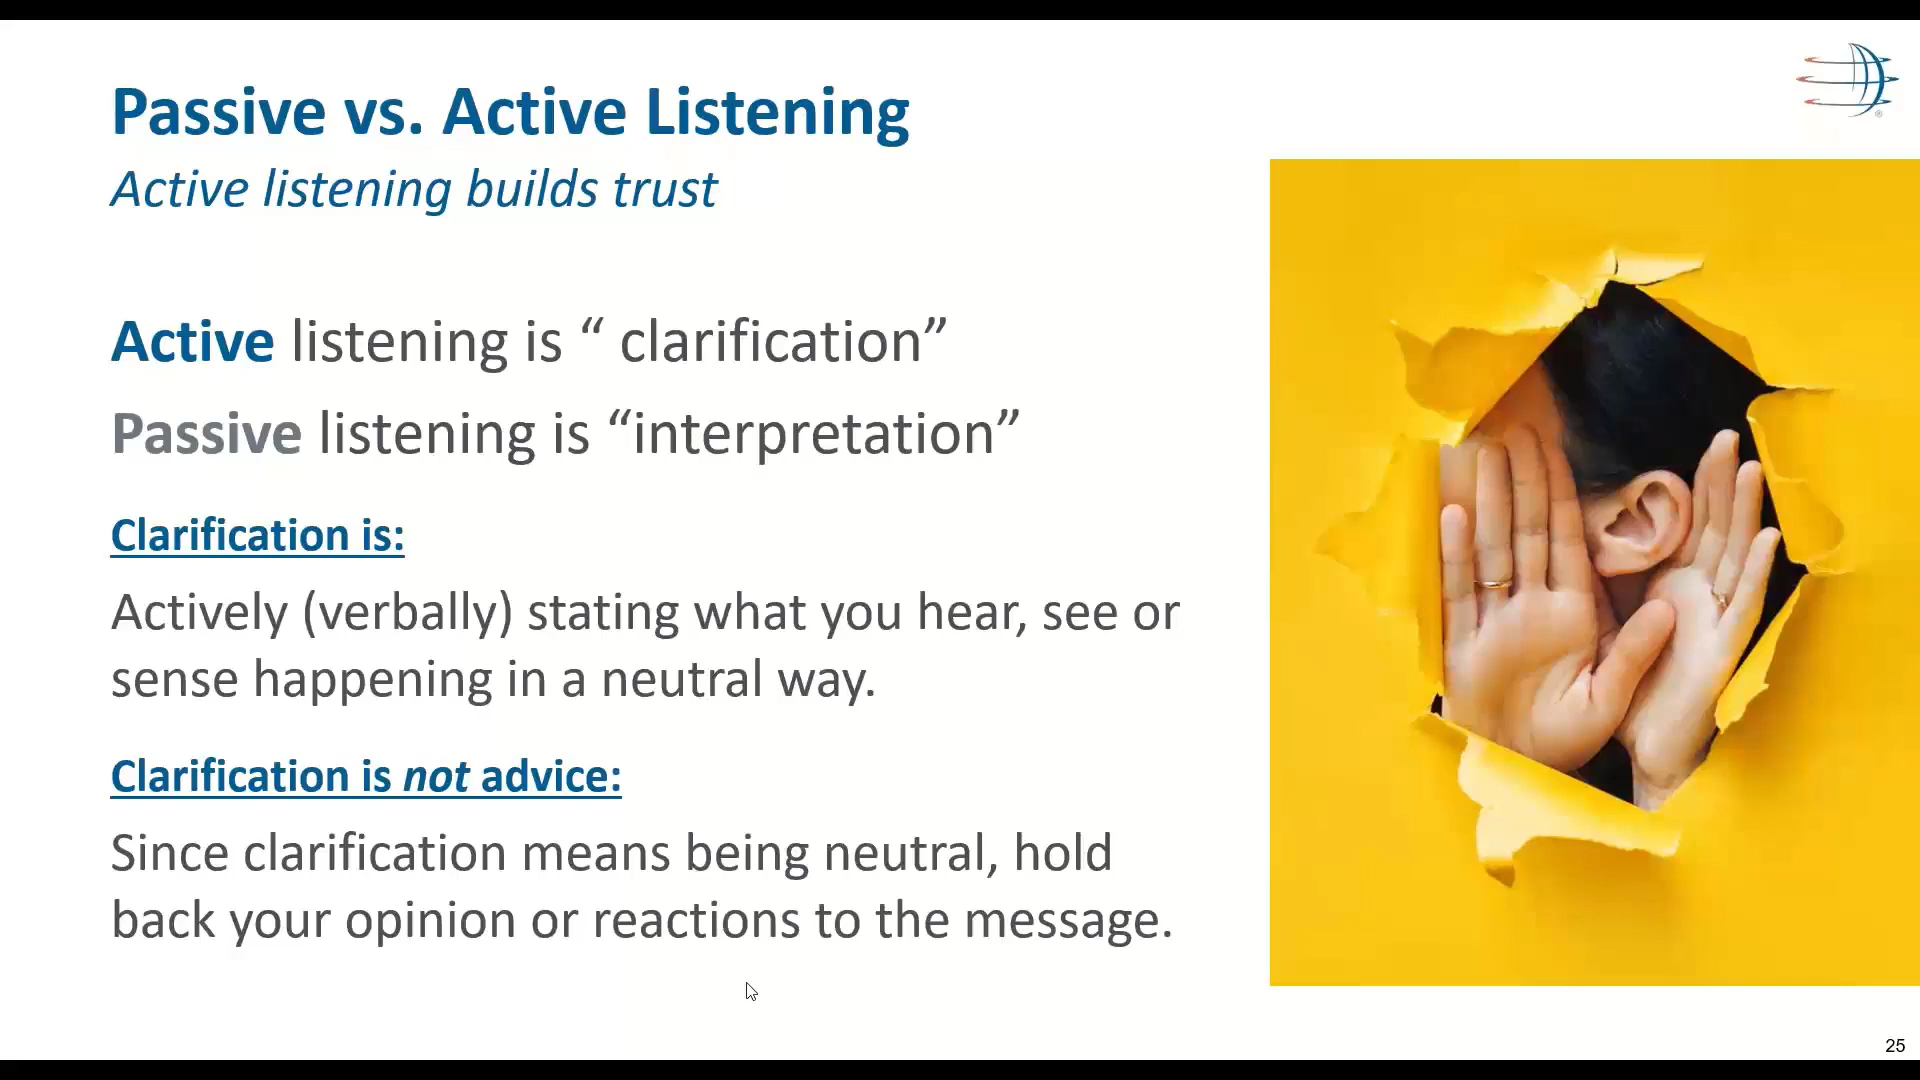 Passive vs. Active Listening
Active listening builds trust
Active listening is “ clarification”
Passive listening is “interpretation”
Clarification is:
Actively (verbally) stating what you hear, see or
sense happening in a neutral way.
Clarification is not advice:
Since clarification means being neutral, hold
back your opinion or reactions to the message.
®
25